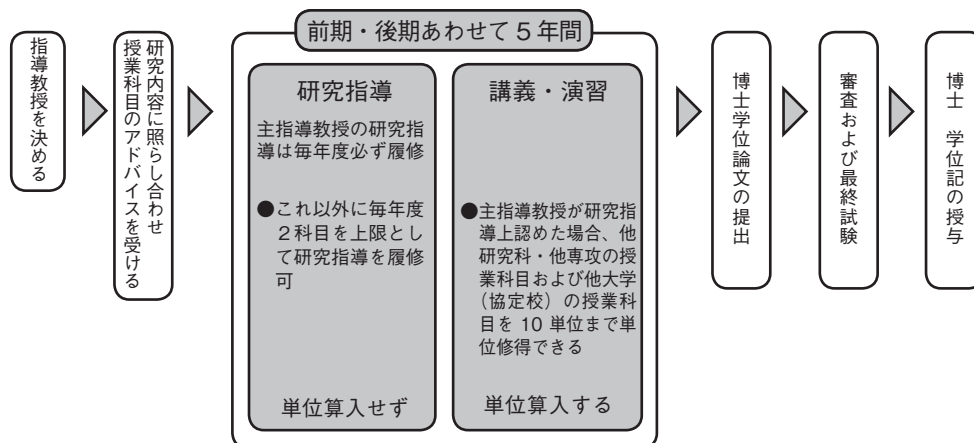 指導教授を決める
研究内容に照らし合わせ
授業科目のアドバイスを受ける
前期・後期あわせて５年間
研究指導
主指導教授の研究指
導は毎年度必ず履修
●これ以外に毎年度
２科目を上限とし
て研究指導を履修
可
単位算入せず
講義・演習
●主指導教授が研究指
導上認めた場合、他
研究科・他専攻の授
業科目および他大学
（協定校）の授業科
目を 10 単位まで単
位修得できる
単位算入する
博士学位論文の提出
審査および最終試験
博士　学位記の授与